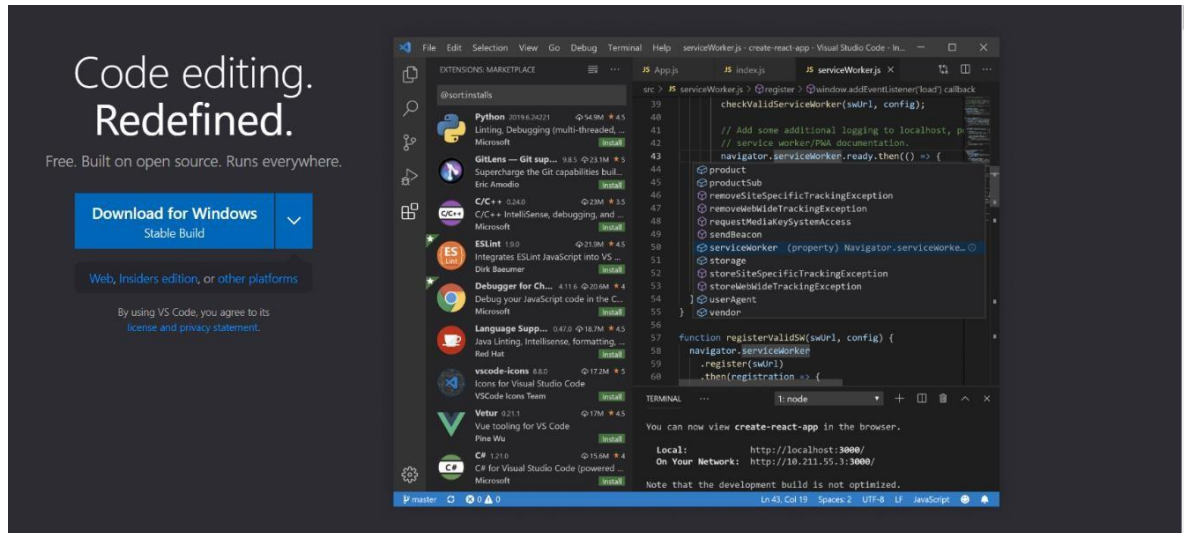 Code editing.
Redefined.
Free. Built on open source. Runs everywhere.
Download for Windows
Stable Build
Web, Insiders edition, or other platforms
By using VS Code, you agree to its
license and privacy statement.
File Edit Selection View Go Debug Terminal Help serviceWorker.js - create-react-app - Visual Studio Code - In...
EXTENSIONS: MARKETPLACE
@sort:installs
Python 2019.6.24221 54.9M ★ 4.5
Linting, Debugging (multi-threaded, ...
Microsoft Install
GitLens — Git sup... 9.8.5 23.1M ★ 5
Supercharge the Git capabilities buil...
Eric Amodio Install
C/C++ 0.24.0 23M ★ 3.5
C/C++ IntelliSense, debugging, and ...
Microsoft Install
ESLint 1.9.0 21.9M ★ 4.5
Integrates ESLint JavaScript into VS ...
Dirk Baeumer Install
Debugger for Ch... 4.11.6 20.6M ★ 4
Debug your JavaScript code in the C...
Microsoft Install
Language Supp... 0.47.0 18.7M ★ 4.5
Java Linting, Intellisense, formatting, ...
Red Hat Install
vscode-icons 8.8.0 17.2M ★ 5
Icons for Visual Studio Code
VSCode Icons Team Install
Vetur 0.21.1 17M ★ 4.5
Vue tooling for VS Code
Pine Wu Install
C# 1.21.0 15.6M ★ 4
C# for Visual Studio Code (powered ...
Microsoft Install
C/C++
ES
Lint
C#
JS App.js JS index.js JS serviceWorker.js ×
src > JS serviceWorker.js > register > window.addEventListener('load') callback
39 checkValidServiceWorker(swUrl, config);
40
41 // Add some additional logging to localhost, p
42 // service worker/PWA documentation.
43 navigator.serviceWorker.ready.then(() => {
44 product
45 productSub
46 removeSiteSpecificTrackingException
47 removeWebWideTrackingException
48 requestMediaKeySystemAccess
49 sendBeacon
50 serviceWorker (property) Navigator.serviceWorke...
51 storage
52 storeSiteSpecificTrackingException
53 storeWebWideTrackingException
54 } userAgent
55 } vendor
56
57 function registerValidSW(swUrl, config) {
58 navigator.serviceWorker
59 .register(swUrl)
60 .then(registration => {
TERMINAL ... 1: node
You can now view create-react-app in the browser.
Local: http://localhost:3000/
On Your Network: http://10.211.55.3:3000/
Note that the development build is not optimized.
master 0 0 Ln 43, Col 19 Spaces: 2 UTF-8 LF JavaScript